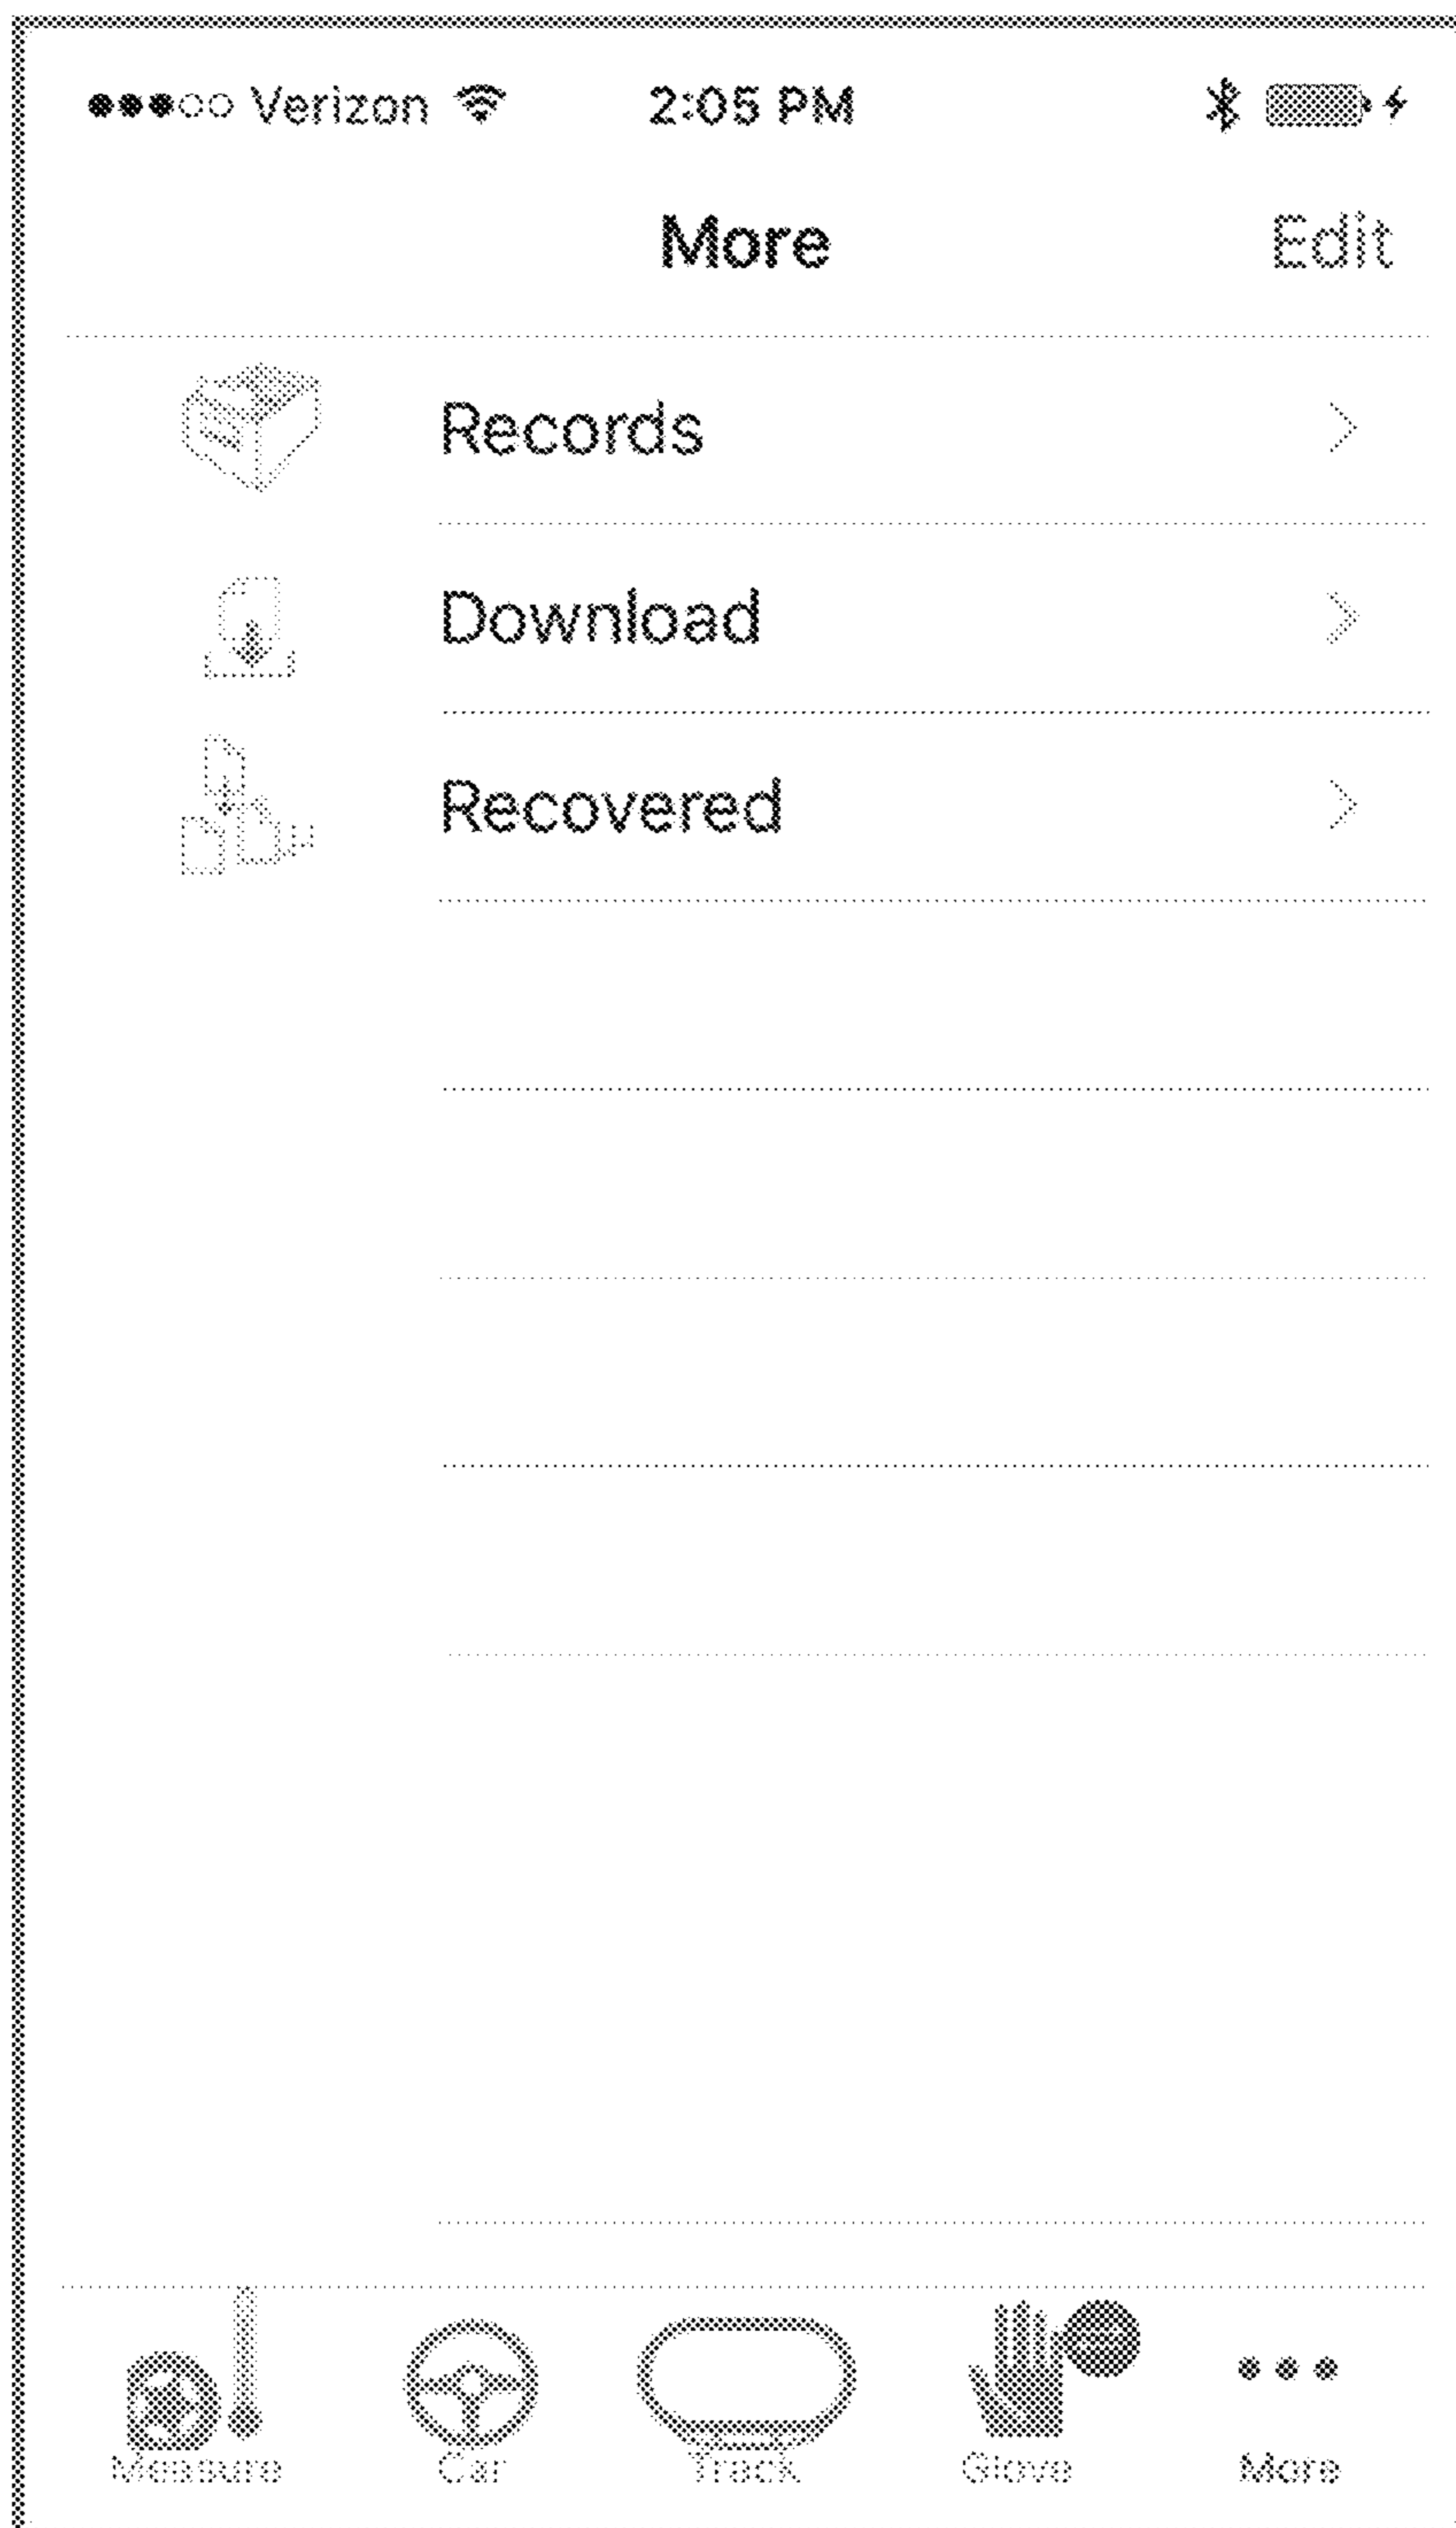 Verizon 2:05 PM
More Edit
Records
Download
Recovered
Measure Car Track Glove More